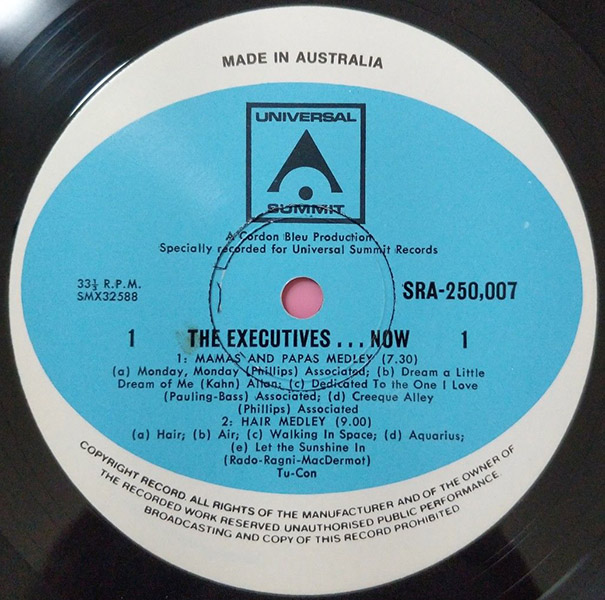 MADE IN AUSTRALIA
UNIVERSAL
SUMMIT
A Cordon Bleu Production
Specially recorded for Universal Summit Records
33⅓ R.P.M.
SMX32588
SRA-250,007
1 THE EXECUTIVES...NOW 1
1: MAMAS AND PAPAS MEDLEY (7.30)
(a) Monday, Monday (Phillips) Associated; (b) Dream a Little
Dream of Me (Kahn) Allan; (c) Dedicated To the One I Love
(Pauling-Bass) Associated; (d) Creeque Alley
(Phillips) Associated
2: HAIR MEDLEY (9.00)
(a) Hair; (b) Air; (c) Walking In Space; (d) Aquarius;
(e) Let the Sunshine In
(Rado-Ragni-MacDermot)
Tu-Con
COPYRIGHT RECORD ALL RIGHTS OF THE MANUFACTURER AND OF THE OWNER OF
THE RECORDED WORK RESERVED UNAUTHORISED PUBLIC PERFORMANCE
BROADCASTING AND COPY OF THIS RECORD PROHIBITED